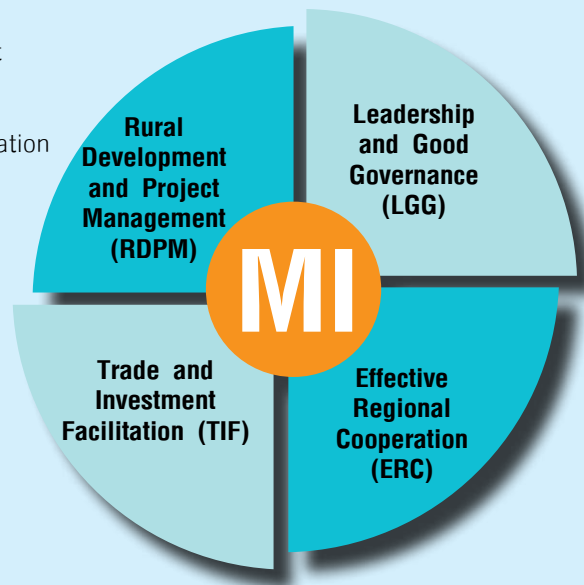 ation
Rural
Development
and Project
Management
(RDPM)
Leadership
and Good
Governance
(LGG)
MI
Trade and
Investment
Facilitation (TIF)
Effective
Regional
Cooperation
(ERC)